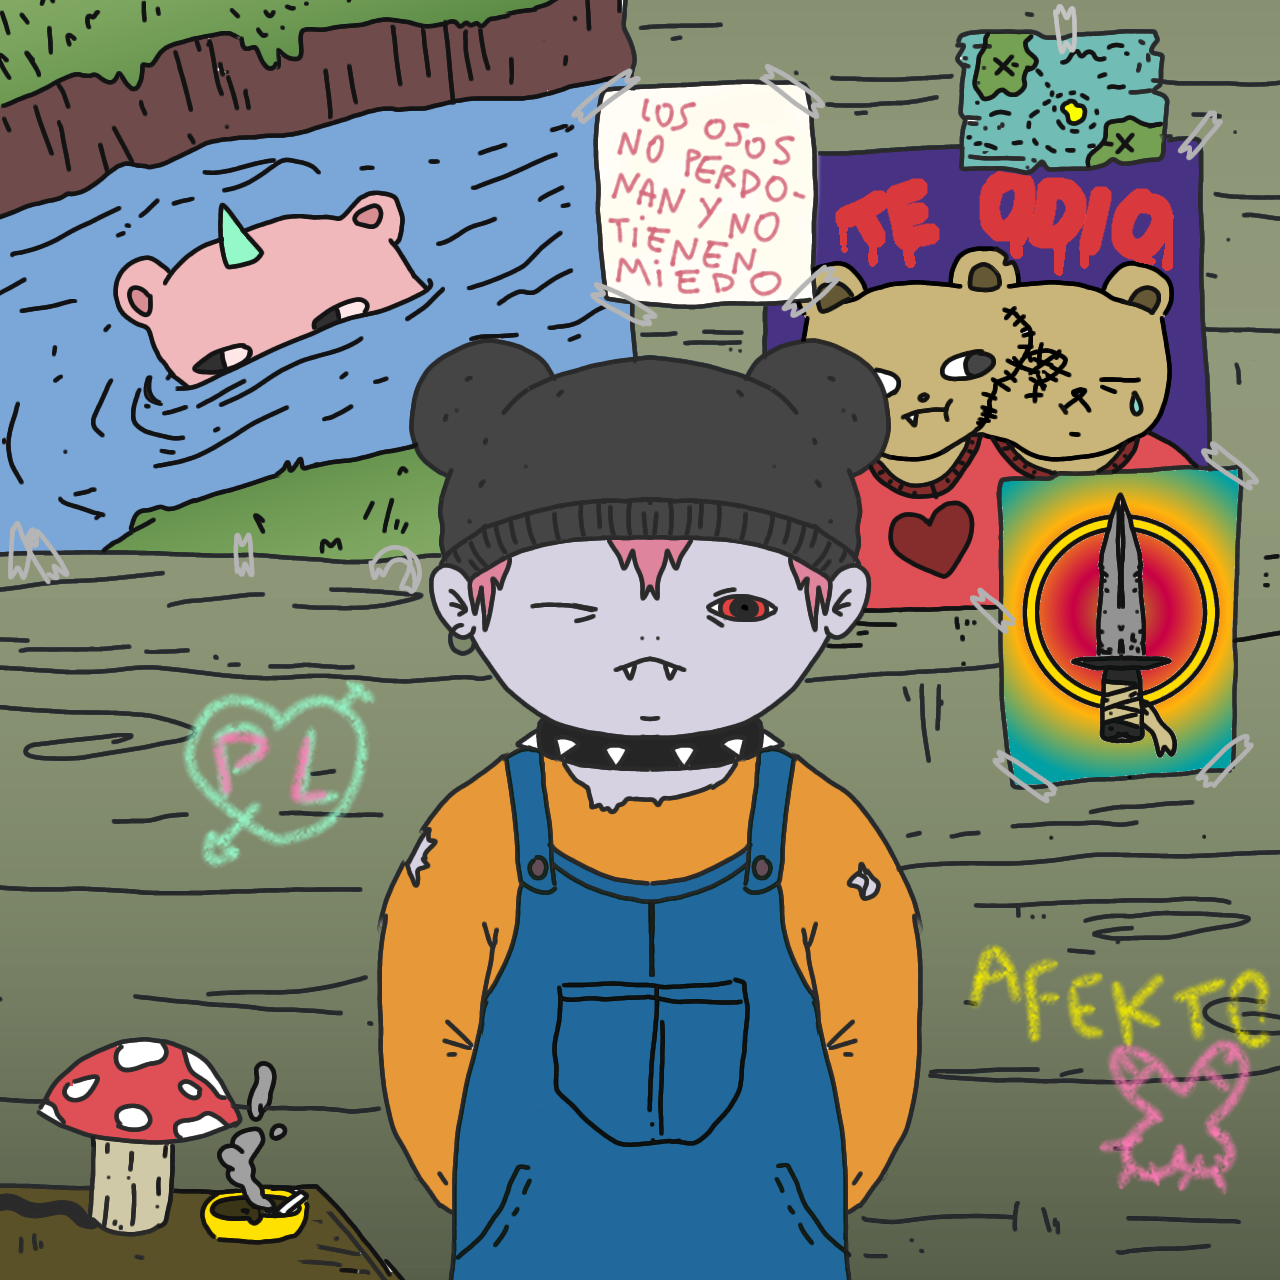 LOS OSOS
NO PERDO-
NAN Y NO
TIENEN
MIEDO
TE ODIO
PL
AFEKTO